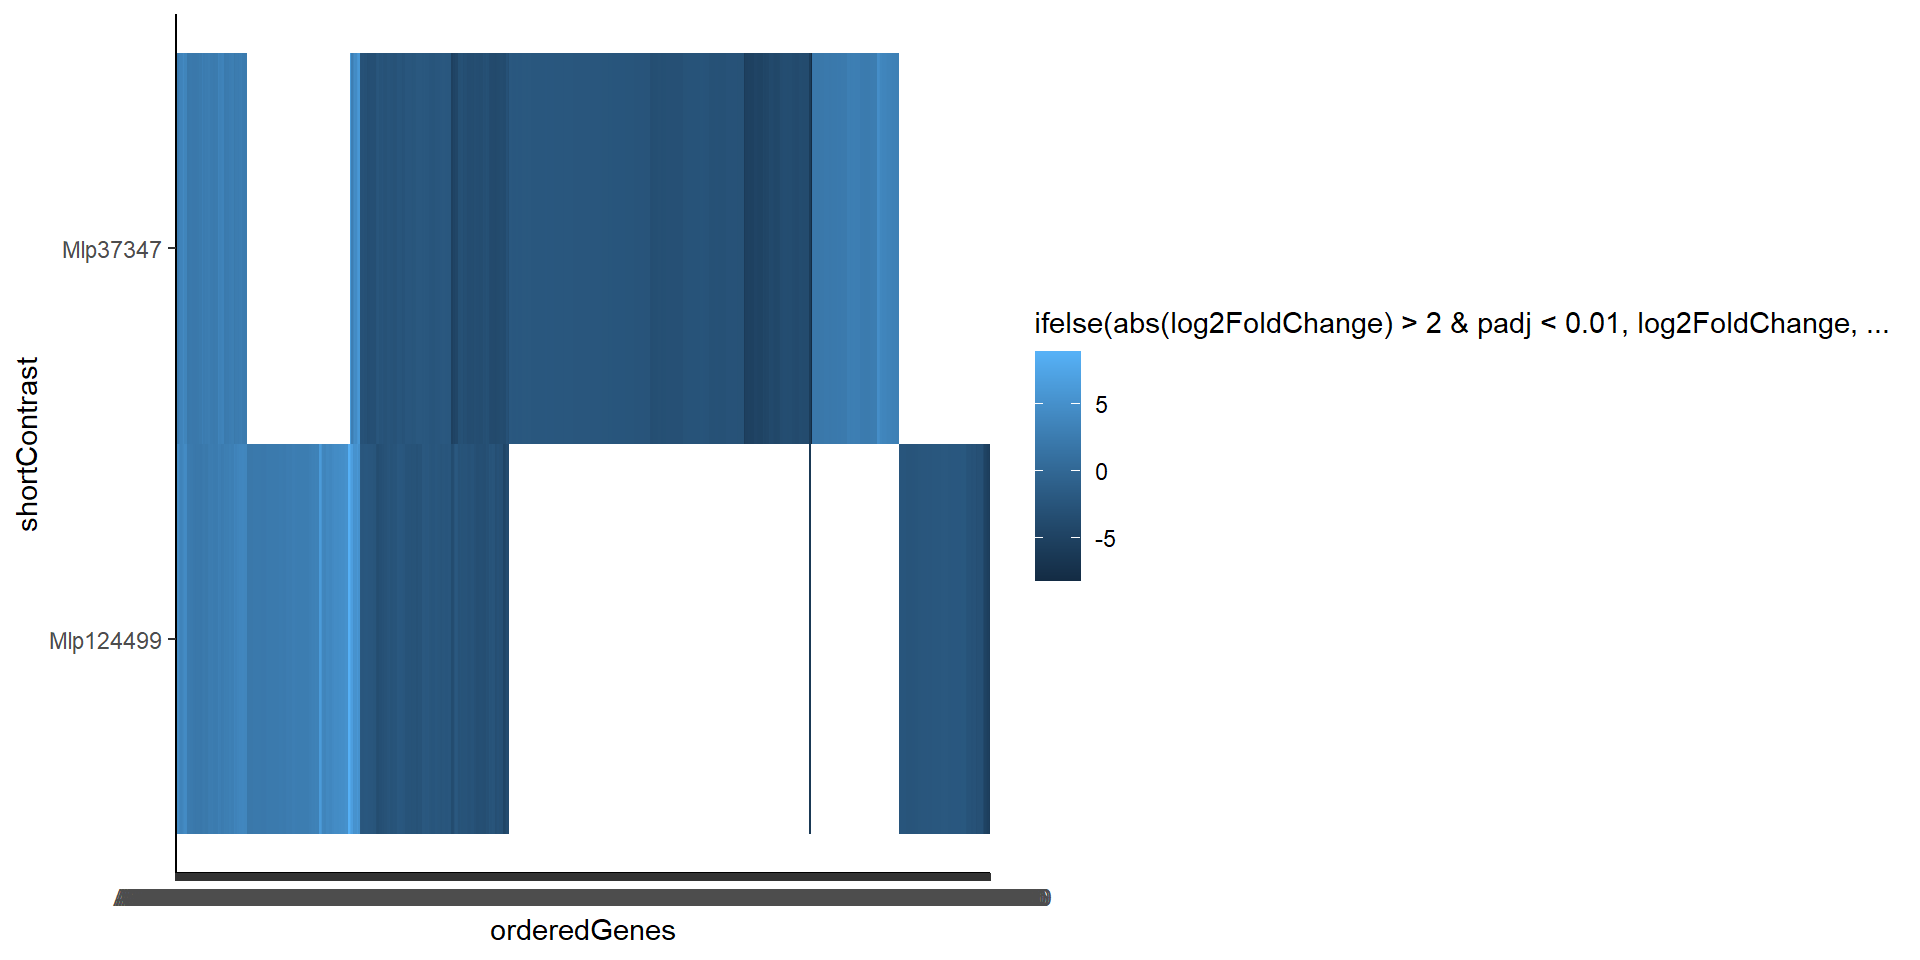 Mlp37347
Mlp124499
shortContrast
orderedGenes
ifelse(abs(log2FoldChange) > 2 & padj < 0.01, log2FoldChange, ...
5
0
-5